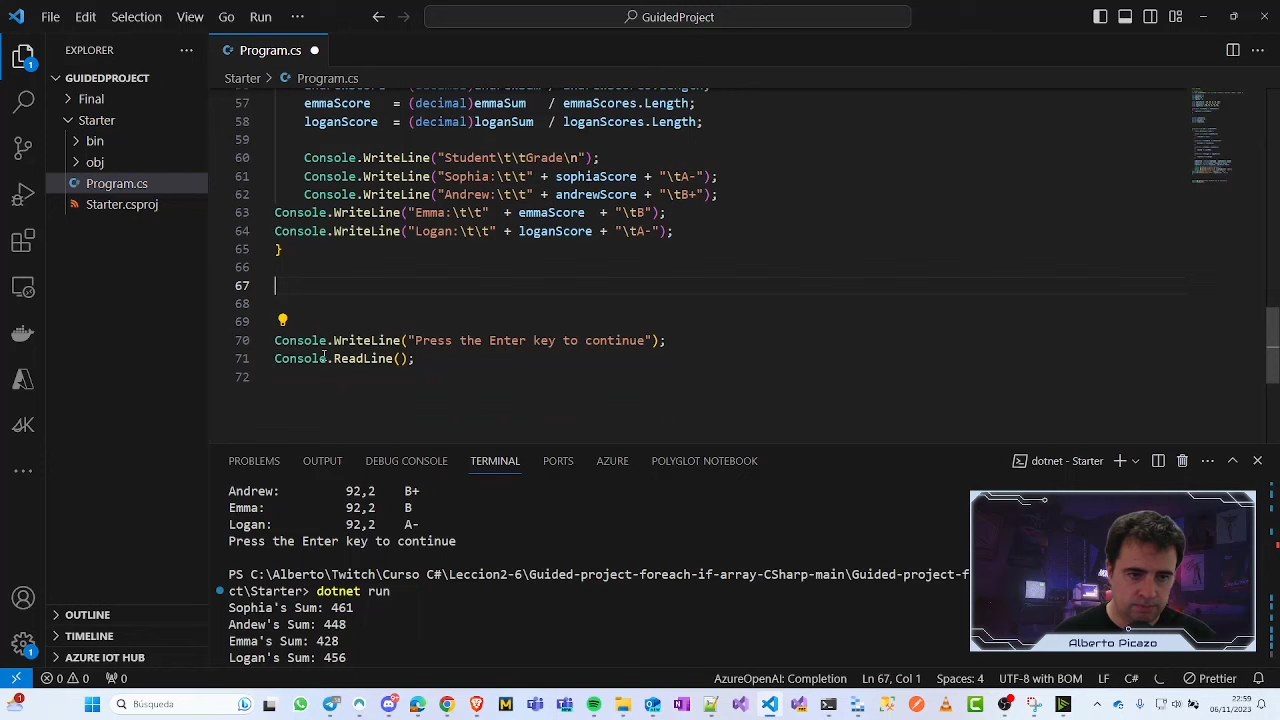 File Edit Selection View Go Run ··· GuidedProject
EXPLORER ···
Program.cs
GUIDEDPROJECT
Starter > Program.cs
Final
Starter
bin
obj
Program.cs
Starter.csproj
57 emmaScore = (decimal)emmaSum / emmaScores.Length;
58 loganScore = (decimal)loganSum / loganScores.Length;
59
60 Console.WriteLine("Student\t\tGrade\n");
61 Console.WriteLine("Sophia:\t\t" + sophiaScore + "\tA-");
62 Console.WriteLine("Andrew:\t\t" + andrewScore + "\tB+");
63 Console.WriteLine("Emma:\t\t" + emmaScore + "\tB");
64 Console.WriteLine("Logan:\t\t" + loganScore + "\tA-");
65 }
66
67
68
69
70 Console.WriteLine("Press the Enter key to continue");
71 Console.ReadLine();
72
PROBLEMS OUTPUT DEBUG CONSOLE TERMINAL PORTS AZURE POLYGLOT NOTEBOOK dotnet - Starter
Andrew: 92,2 B+
Emma: 92,2 B
Logan: 92,2 A-
Press the Enter key to continue
PS C:\Alberto\Twitch\Curso C#\Leccion2-6\Guided-project-foreach-if-array-CSharp-main\Guided-project-f
ct\Starter> dotnet run
Sophia's Sum: 461
Andew's Sum: 448
Emma's Sum: 428
Logan's Sum: 456
Alberto Picazo
OUTLINE
TIMELINE
AZURE IOT HUB
0 0 0 AzureOpenAI: Completion Ln 67, Col 1 Spaces: 4 UTF-8 with BOM LF C# Prettier
Búsqueda
22:59
06/11/2023